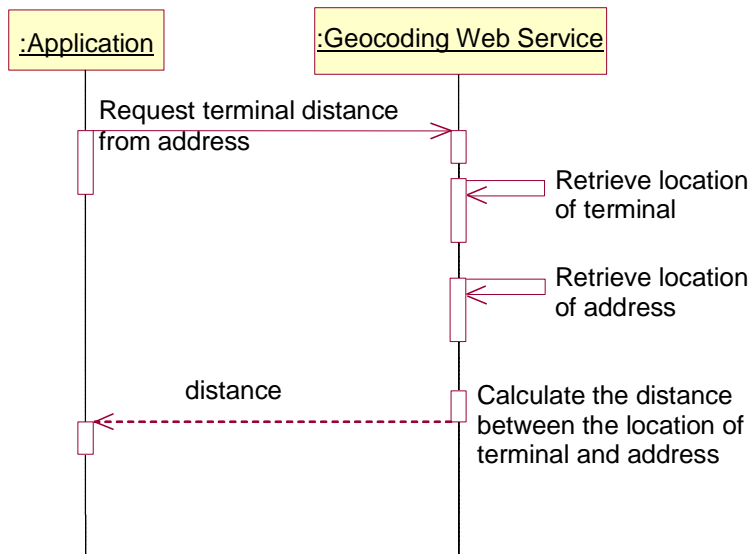 :Application
:Geocoding Web Service
Request terminal distance
from address
Retrieve location
of terminal
Retrieve location
of address
distance
Calculate the distance
between the location of
terminal and address